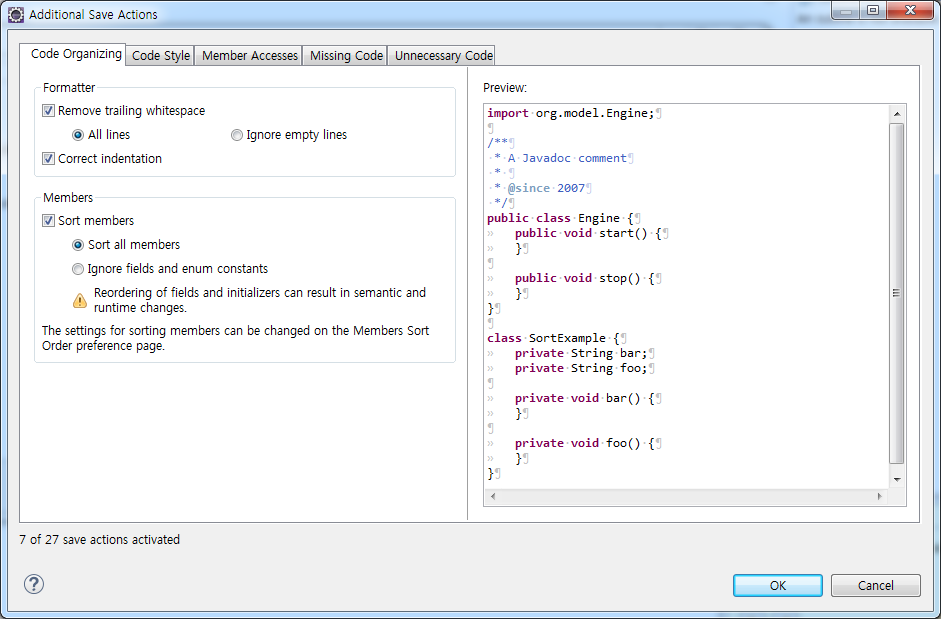 Additional Save Actions
Code Organizing Code Style Member Accesses Missing Code Unnecessary Code
Formatter
Remove trailing whitespace
All lines Ignore empty lines
Correct indentation
Members
Sort members
Sort all members
Ignore fields and enum constants
Reordering of fields and initializers can result in semantic and
runtime changes.
The settings for sorting members can be changed on the Members Sort
Order preference page.
Preview:
import·org.model.Engine;¶
¶
/**¶
·*·A·Javadoc·comment¶
·*·¶
·*·@since·2007¶
·*/¶
public·class·Engine·{¶
»   public·void·start()·{¶
»   }¶
¶
»   public·void·stop()·{¶
»   }¶
}¶
¶
class·SortExample·{¶
»   private·String·bar;¶
»   private·String·foo;¶
¶
»   private·void·bar()·{¶
»   }¶
¶
»   private·void·foo()·{¶
»   }¶
}¶
7 of 27 save actions activated
?
OK Cancel